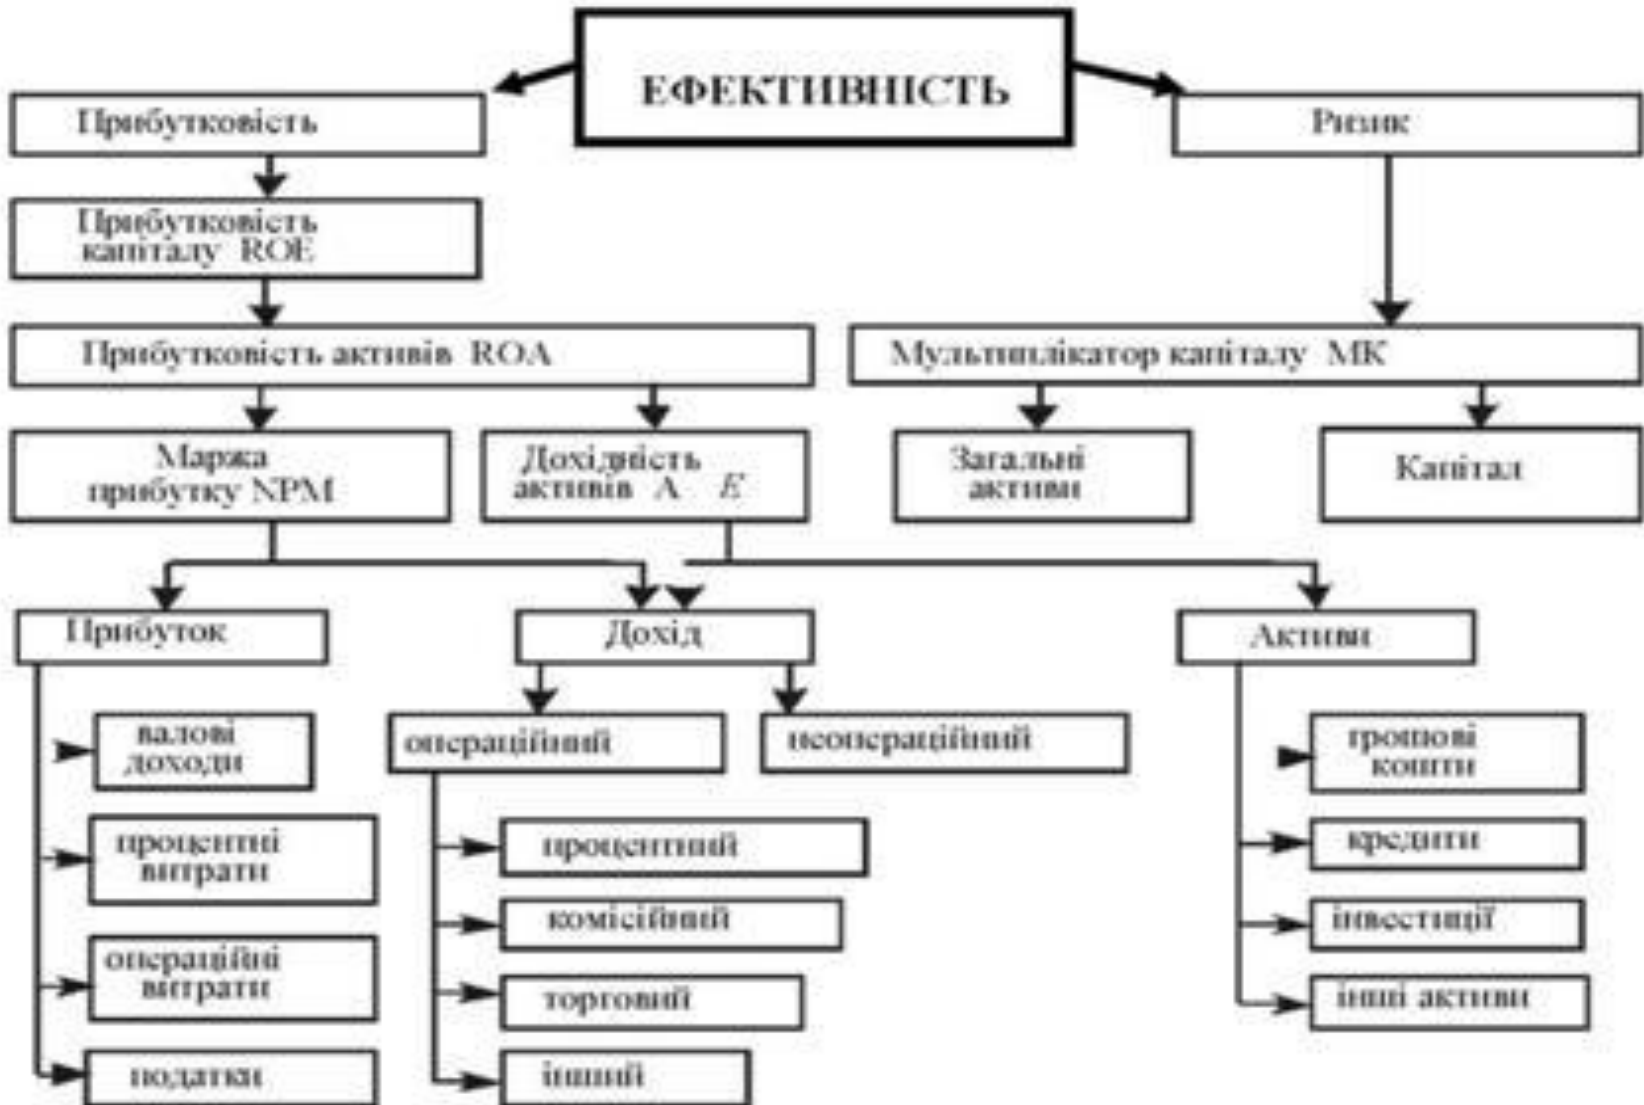 ЕФЕКТИВНІСТЬ
Прибутковість
Ризик
Прибутковість
капіталу ROE
Прибутковість активів ROA
Мультиплікатор капіталу МК
Маржа
прибутку NPM
Дохідність
активів А E
Загальні
активи
Капітал
Прибуток
Дохід
Активи
валові
доходи
процентні
витрати
операційні
витрати
податки
операційний
неопераційний
процентний
комісійний
торговий
інший
грошові
кошти
кредити
інвестиції
інші активи